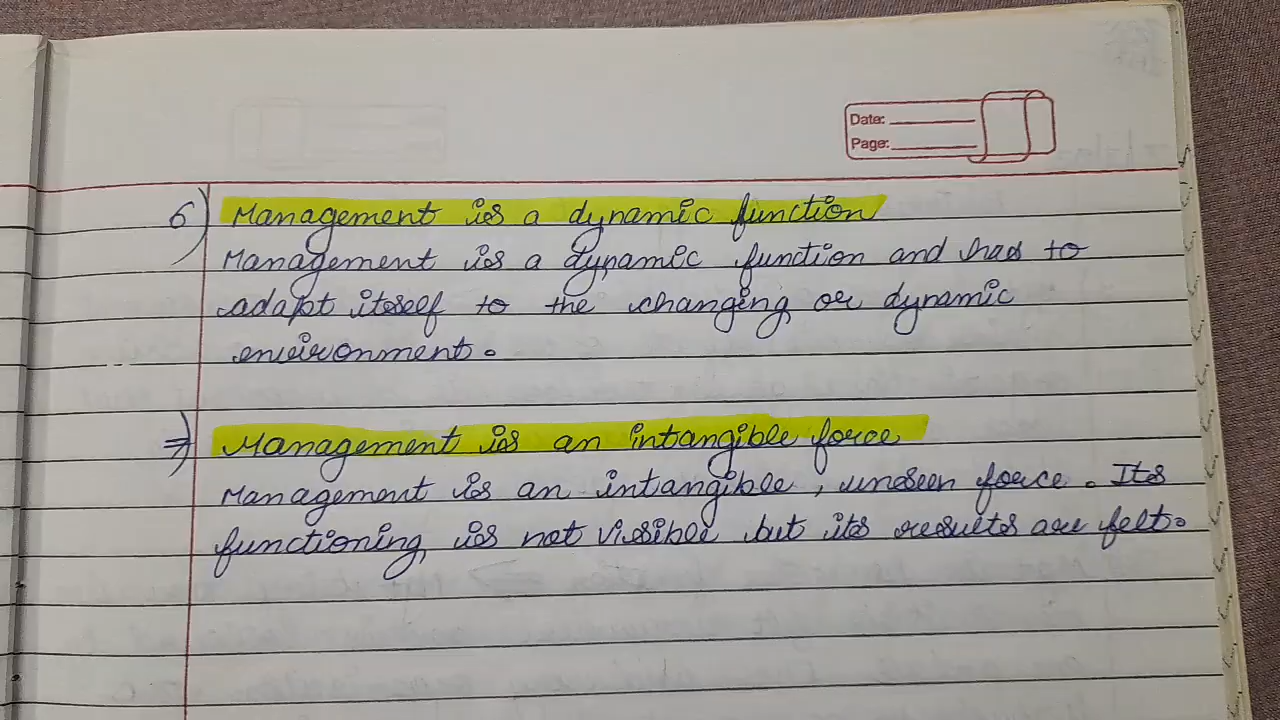 Date:
Page:
6) Management is a dynamic function
Management is a dynamic function and has to
adapt itself to the changing or dynamic
environment.
7) Management is an intangible force
Management is an intangible, unseen force. Its
functioning is not visible but its results are felt.